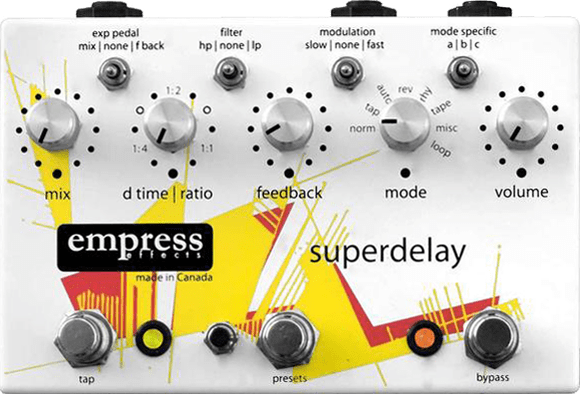 exp pedal
mix | none | f back
filter
hp | none | lp
modulation
slow | none | fast
mode specific
a | b | c
1:2
1:4
1:1
norm
tap
auto
rev
thy
tape
misc
loop
mix
d time | ratio
feedback
mode
volume
empress
effects
made in Canada
superdelay
tap
presets
bypass